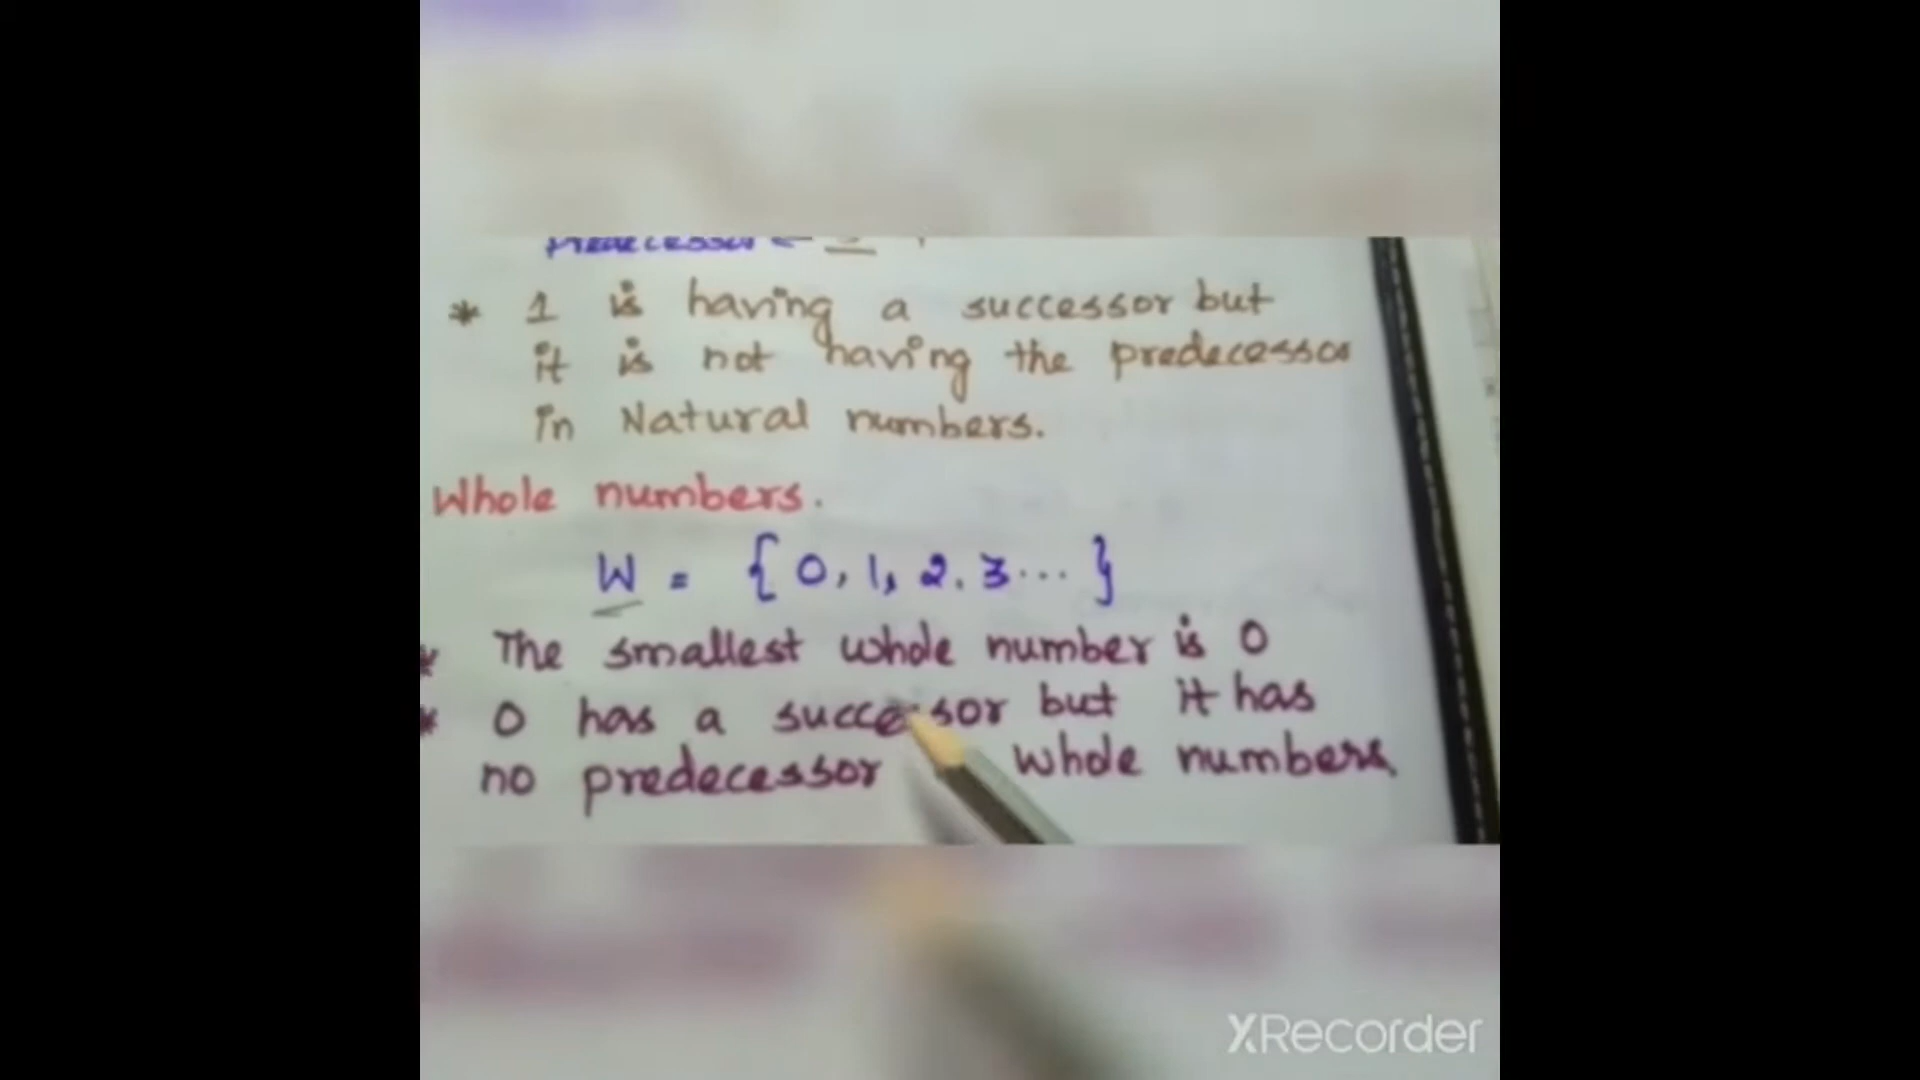 Predecessor
* 1 is having a successor but
it is not having the predecessor
in Natural numbers.
Whole numbers.
W = { 0, 1, 2. 3... }
* The smallest whole number is 0
* 0 has a successor but it has
no predecessor whole numbers.
XRecorder